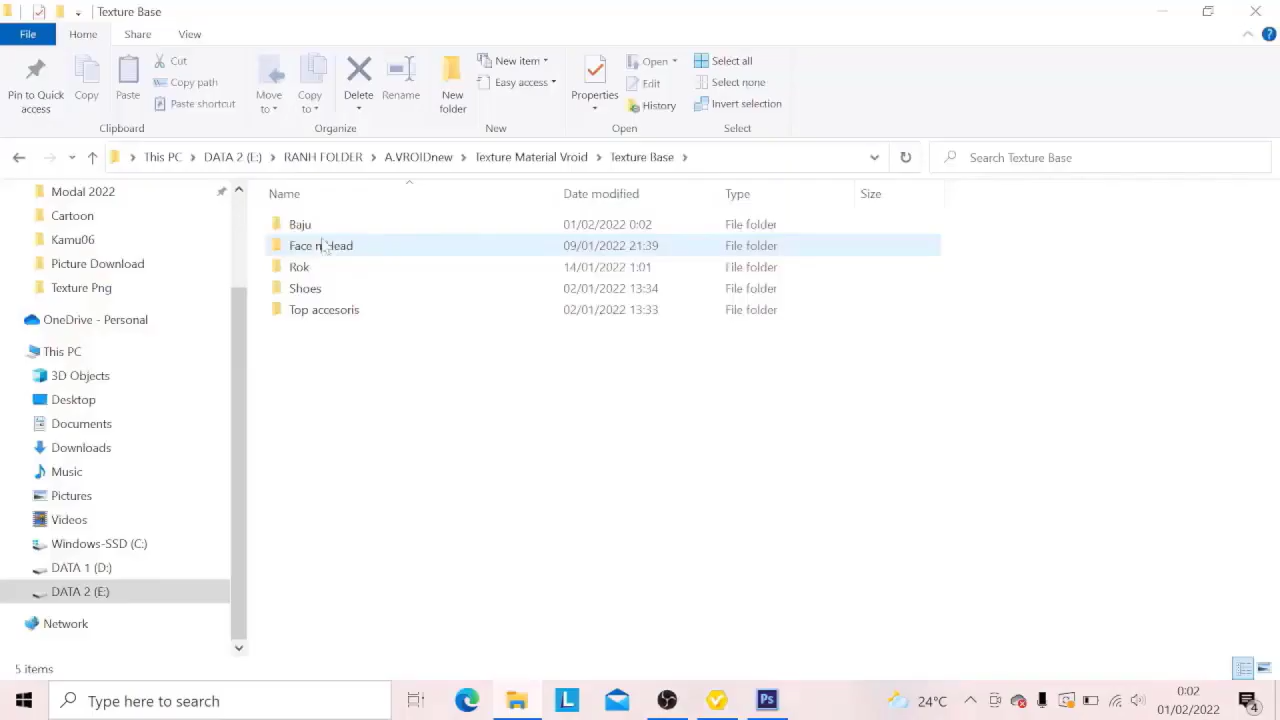 Texture Base
File Home Share View
Pin to Quick access
Copy
Paste
Cut
Copy path
Paste shortcut
Clipboard
Move to
Copy to
Delete
Rename
Organize
New folder
New item
Easy access
New
Properties
Open
Edit
History
Open
Select all
Select none
Invert selection
Select
This PC > DATA 2 (E:) > RANH FOLDER > A.VROIDnew > Texture Material Vroid > Texture Base >
Search Texture Base
Modal 2022
Cartoon
Kamu06
Picture Download
Texture Png
OneDrive - Personal
This PC
3D Objects
Desktop
Documents
Downloads
Music
Pictures
Videos
Windows-SSD (C:)
DATA 1 (D:)
DATA 2 (E:)
Network
Name Date modified Type Size
Baju 01/02/2022 0:02 File folder
Face n Head 09/01/2022 21:39 File folder
Rok 14/01/2022 1:01 File folder
Shoes 02/01/2022 13:34 File folder
Top accesoris 02/01/2022 13:33 File folder
5 items
Type here to search
L
Ps
24°C
0:02
01/02/2022
4